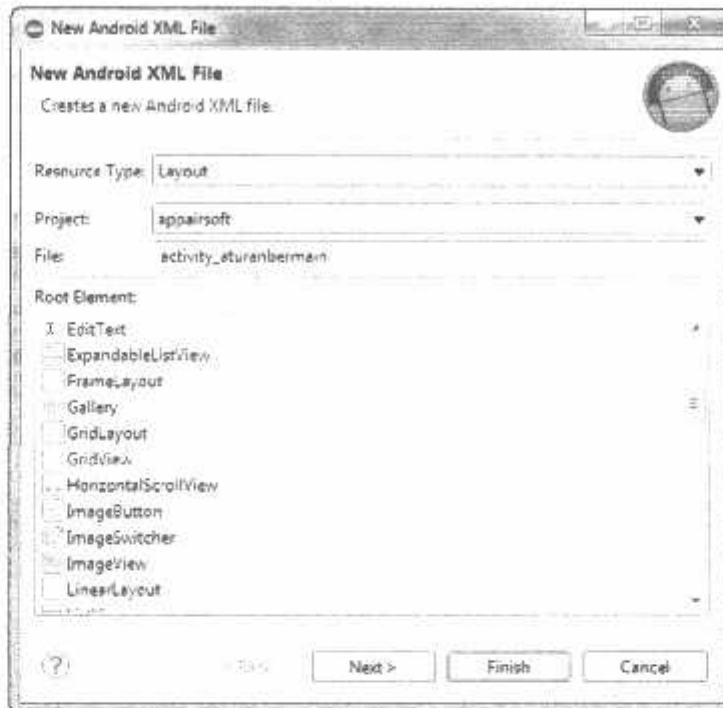 New Android XML File
New Android XML File
Creates a new Android XML file.
Resource Type: Layout
Project: appairsoft
File: activity_aturanbermain
Root Element:
EditText
ExpandableListView
FrameLayout
Gallery
GridLayout
GridView
HorizontalScrollView
ImageButton
ImageSwitcher
ImageView
LinearLayout
Next > Finish Cancel